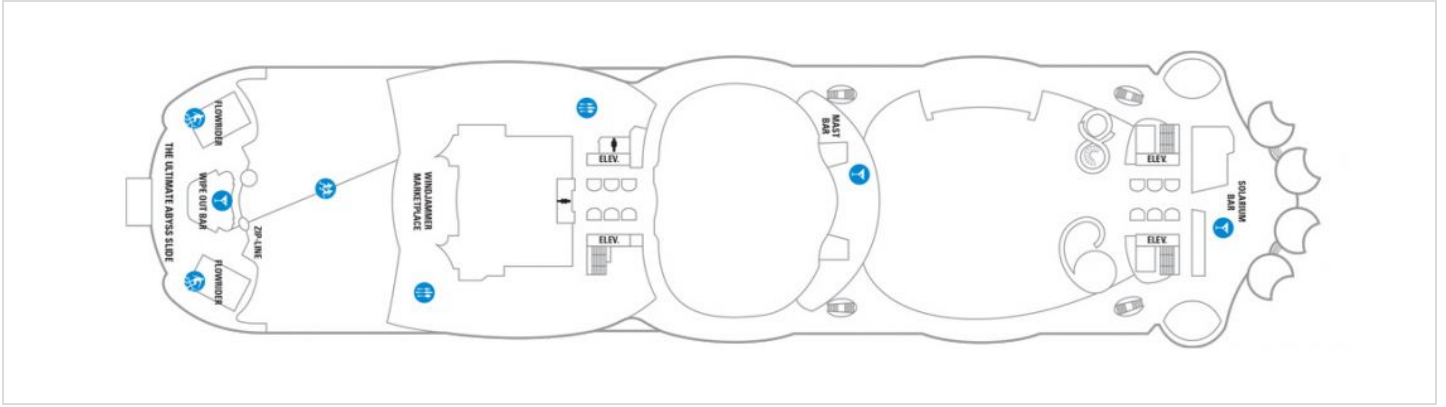 FLOWRIDER
THE ULTIMATE ABYSS SLIDE
WIPE OUT BAR
ZIP-LINE
FLOWRIDER
WINDJAMMER
MARKETPLACE
ELEV.
ELEV.
MAST
BAR
ELEV.
ELEV.
SOLARIUM
BAR